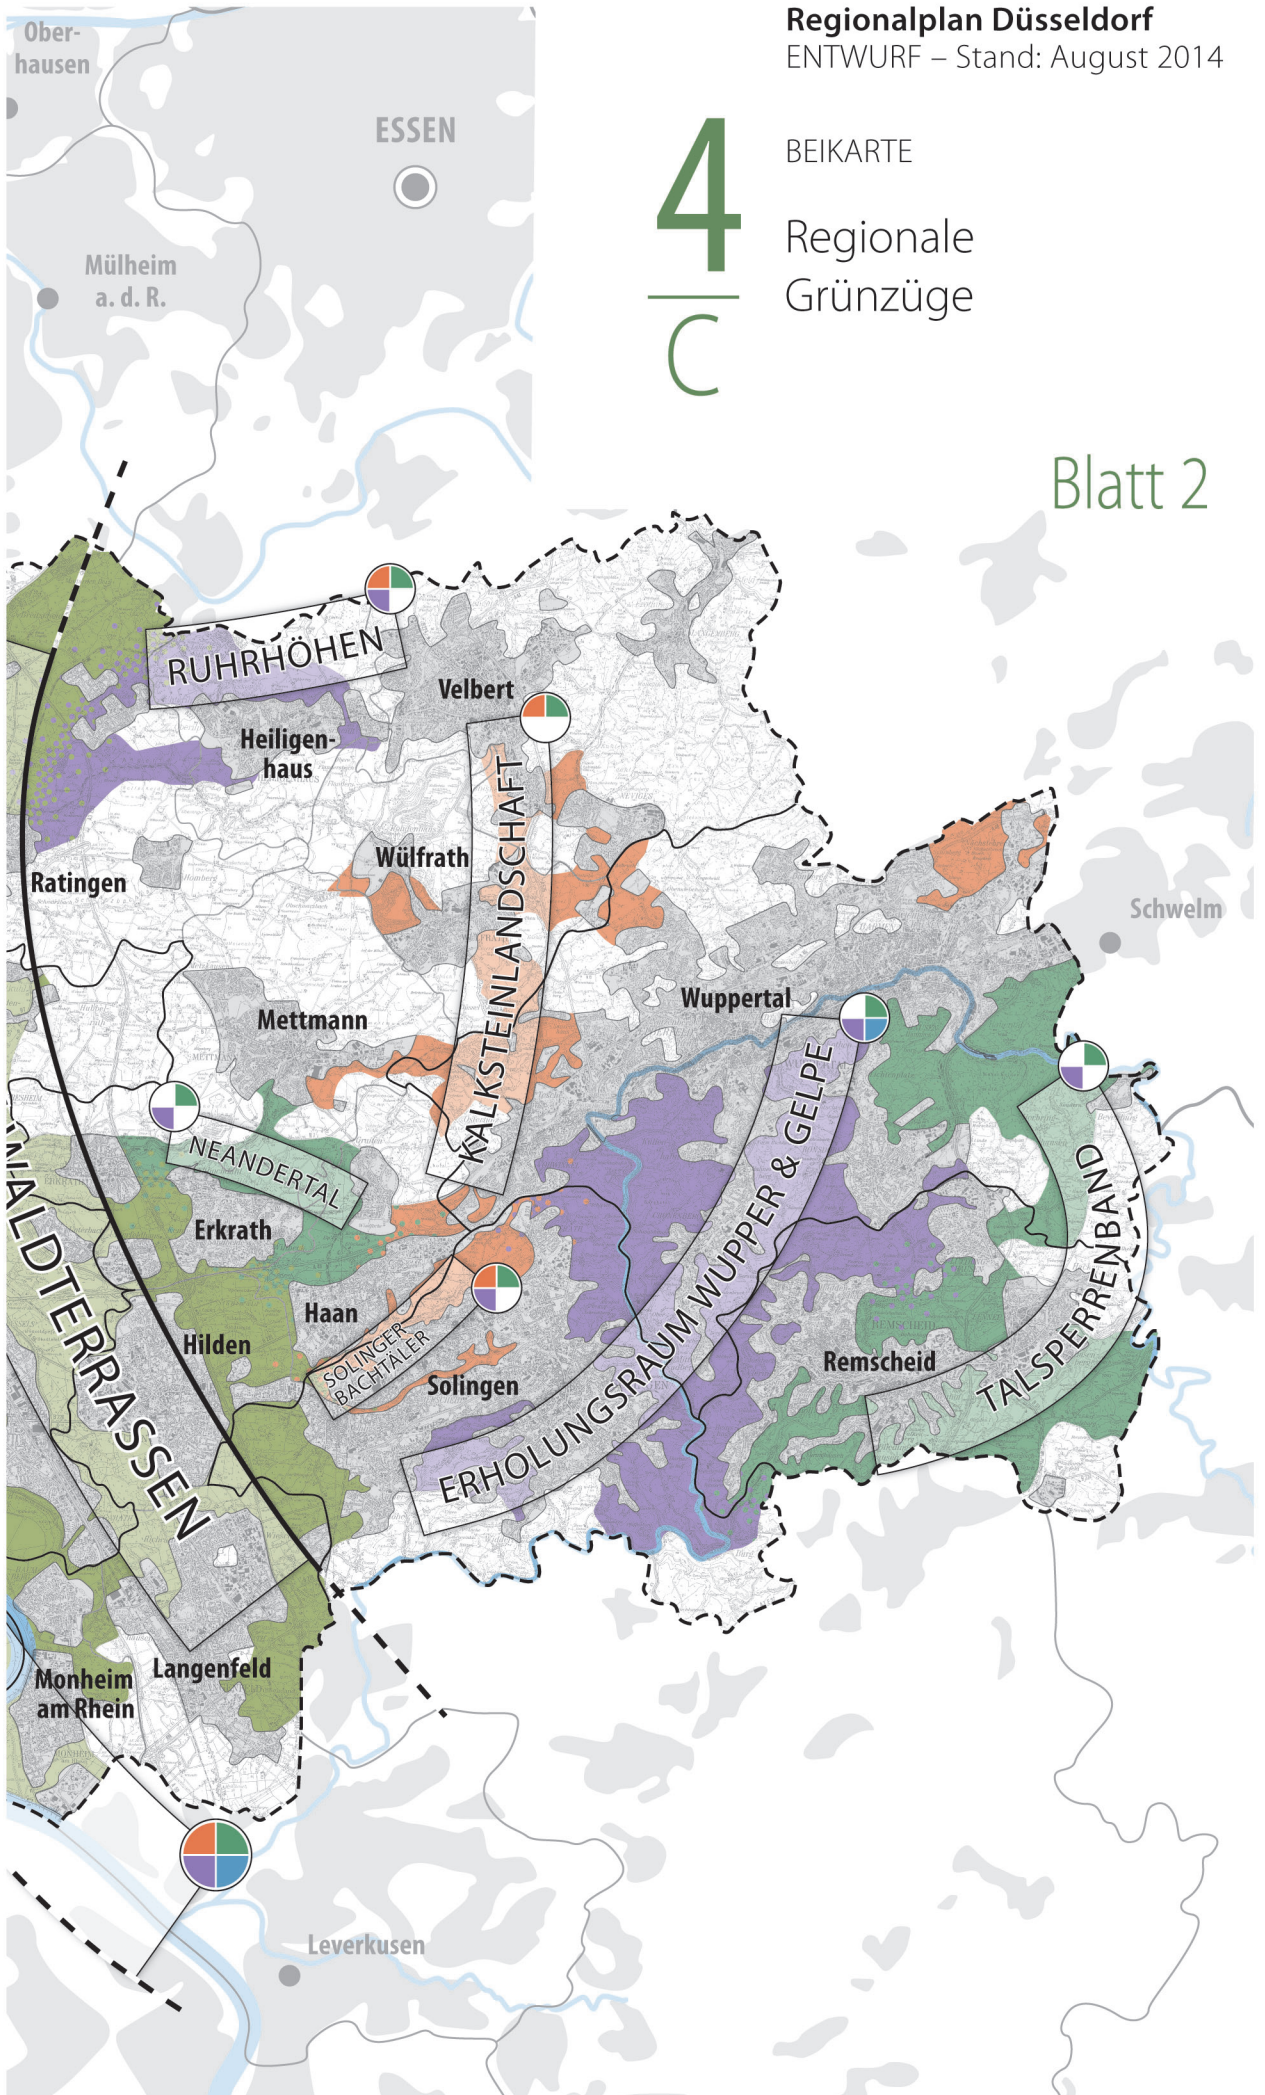 Regionalplan Düsseldorf
ENTWURF – Stand: August 2014
4
C
BEIKARTE
Regionale
Grünzüge
Blatt 2
Ober-
hausen
ESSEN
Mülheim
a. d. R.
RUHRHÖHEN
Velbert
Heiligen-
haus
Wülfrath
KALKSTEINLANDSCHAFT
Ratingen
Schwelm
Mettmann
Wuppertal
NEANDERTAL
Erkrath
ERHOLUNGSRAUM WUPPER & GELPE
TALSPERRENBAND
WALDTERRASSEN
Haan
Hilden
SOLINGER
BACHTÄLER
Solingen
Remscheid
REMSCHEID
Langenfeld
Monheim
am Rhein
Leverkusen